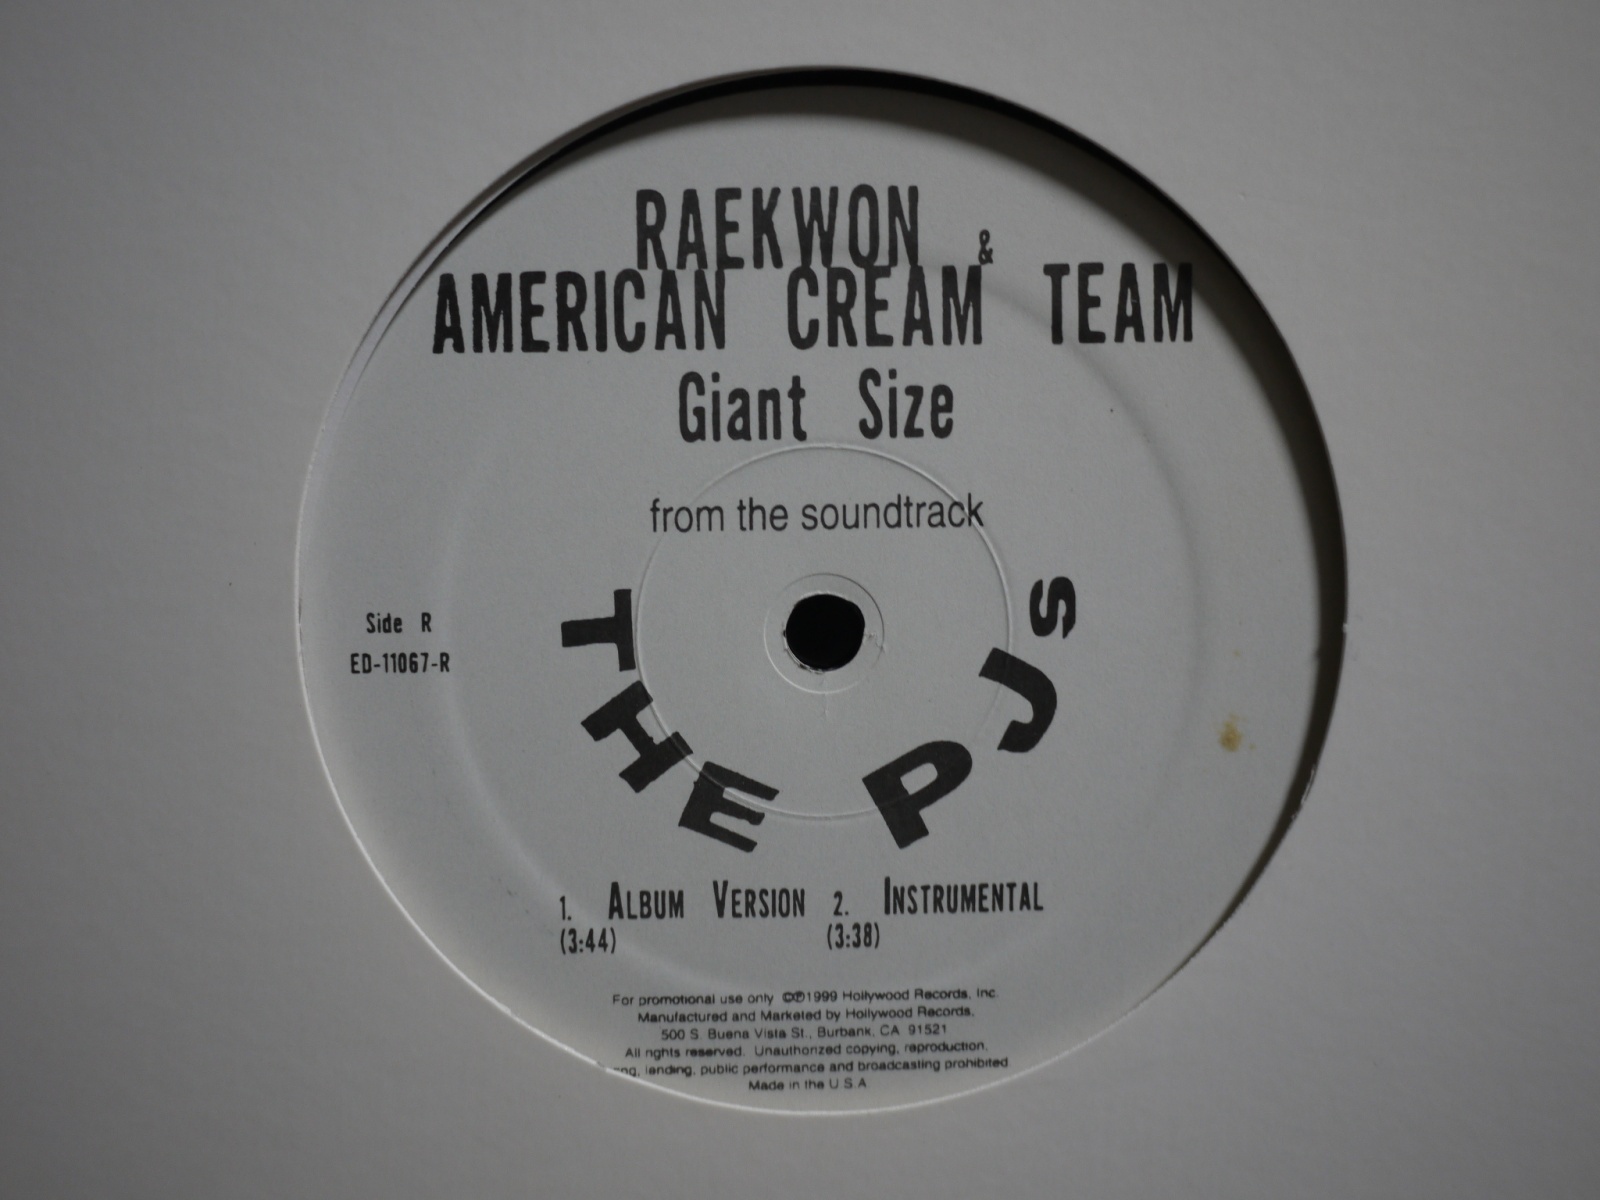 RAEKWON &
AMERICAN CREAM TEAM
Giant Size
from the soundtrack
THE PJS
Side R
ED-11067-R
1. ALBUM VERSION 2. INSTRUMENTAL
(3:44) (3:38)
For promotional use only ©℗1999 Hollywood Records, Inc.
Manufactured and Marketed by Hollywood Records,
500 S. Buena Vista St., Burbank, CA 91521
All rights reserved. Unauthorized copying, reproduction,
lending, public performance and broadcasting prohibited
Made in the U S A